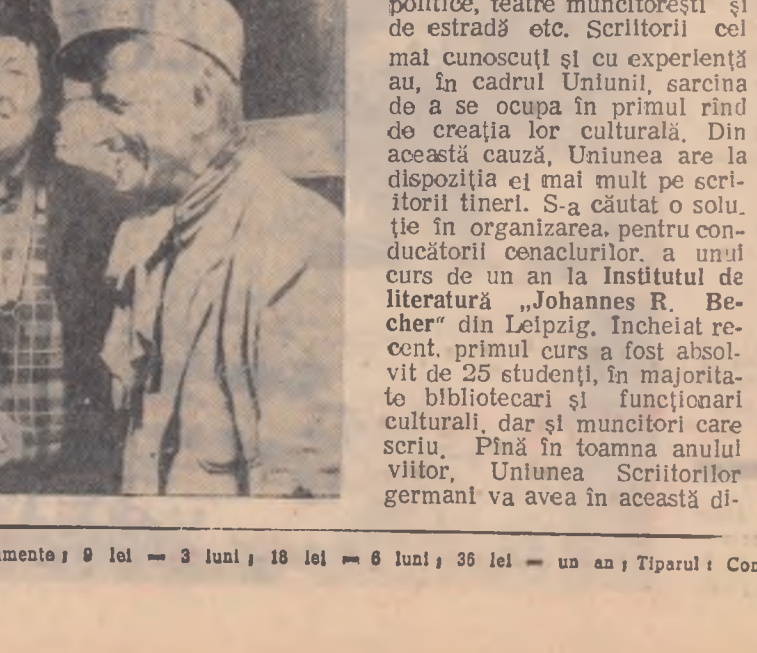 politice, teatre muncitorești și
de estradă etc. Scriitorii cel
mai cunoscuți și cu experiență
au, în cadrul Uniunii, sarcina
de a se ocupa în primul rînd
de creația lor culturală. Din
această cauză, Uniunea are la
dispoziția ei mai mult pe scri-
itorii tineri. S-a căutat o solu-
ție în organizarea, pentru con-
ducătorii cenaclurilor, a unui
curs de un an la Institutul de
literatură „Johannes R. Be-
cher“ din Leipzig. Încheiat re-
cent, primul curs a fost absol-
vit de 25 studenți, în majorita-
te bibliotecari și funcționari
culturali, dar și muncitori care
scriu. Pînă în toamna anului
viitor, Uniunea Scriitorilor
germani va avea în această di-
amente; 9 lei — 3 luni; 18 lei — 6 luni; 36 lei — un an; Tiparul: Com